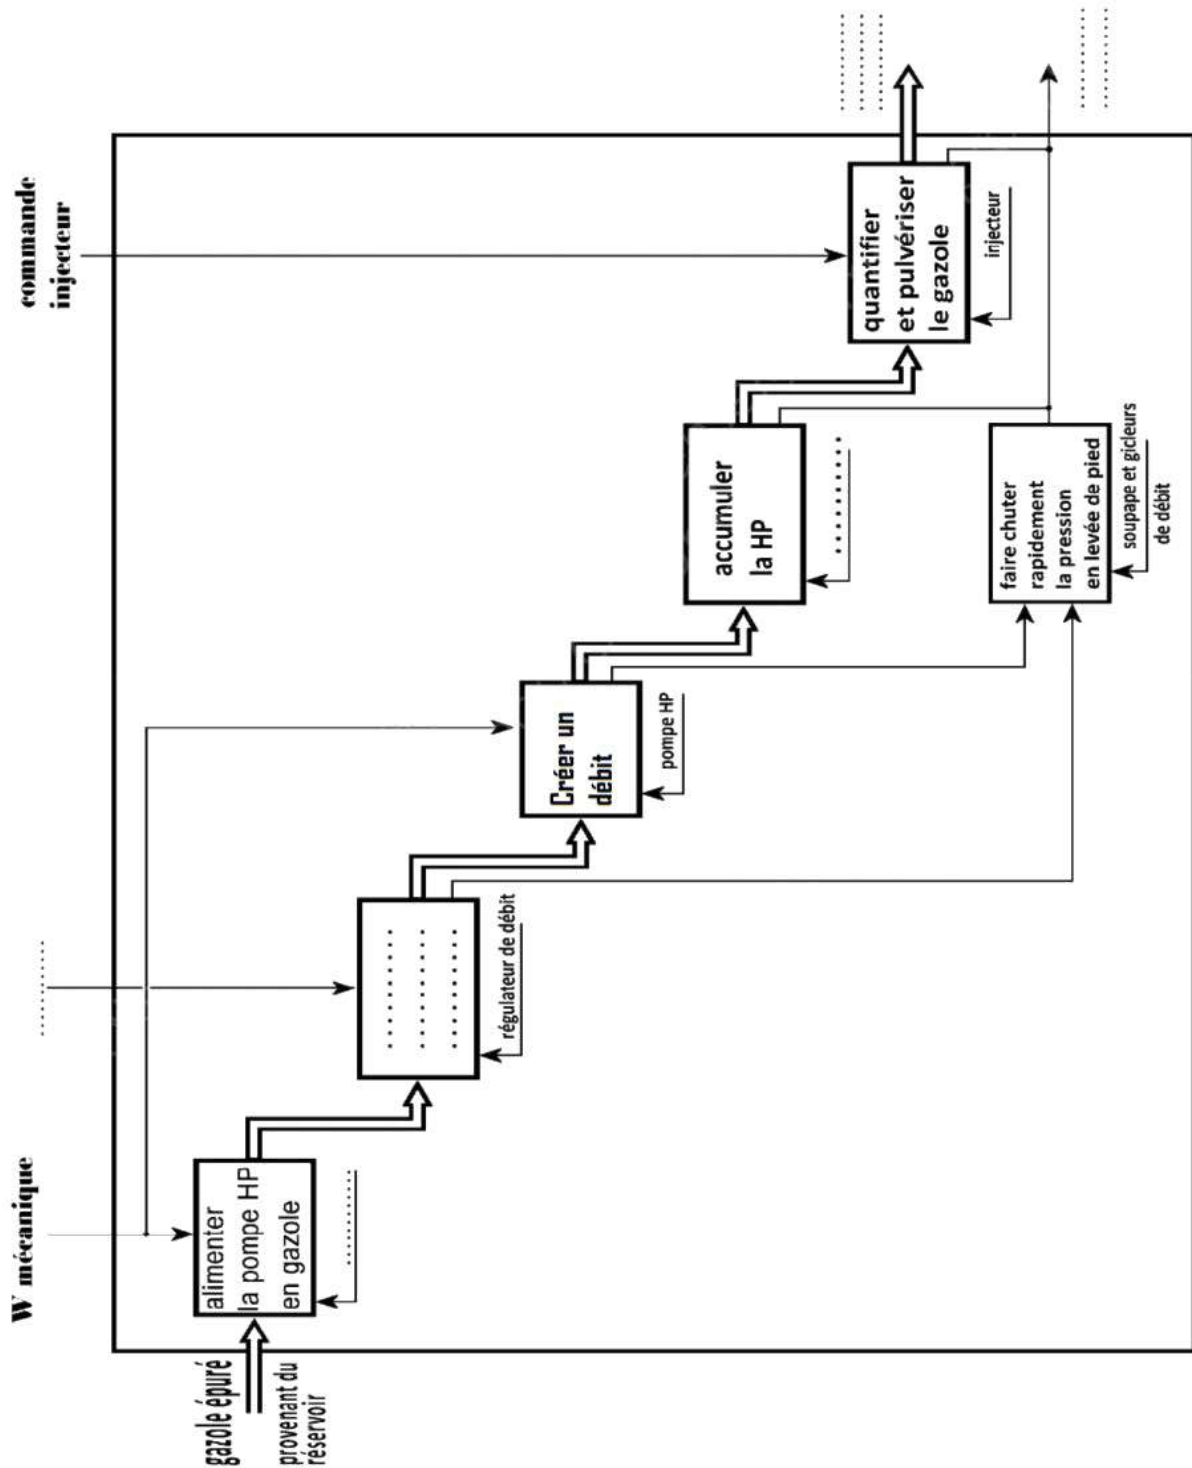 W mécanique
commande
injecteur
gazole épuré
provenant du
réservoir
alimenter
la pompe HP
en gazole
régulateur de débit
Créer un
débit
pompe HP
accumuler
la HP
quantifier
et pulvériser
le gazole
injecteur
faire chuter
rapidement
la pression
en levée de pied
soupape et gicleurs
de débit